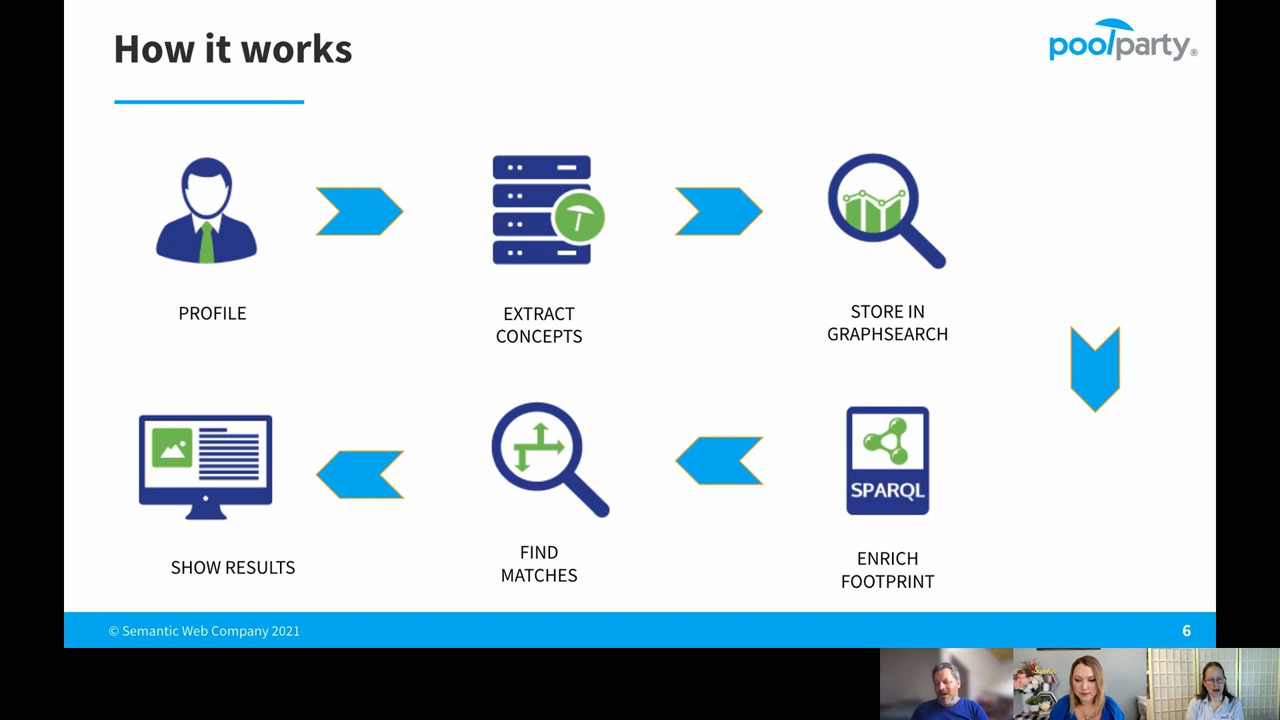 How it works
poolparty®
PROFILE
EXTRACT
CONCEPTS
STORE IN
GRAPHSEARCH
SPARQL
SHOW RESULTS
FIND
MATCHES
ENRICH
FOOTPRINT
© Semantic Web Company 2021
6